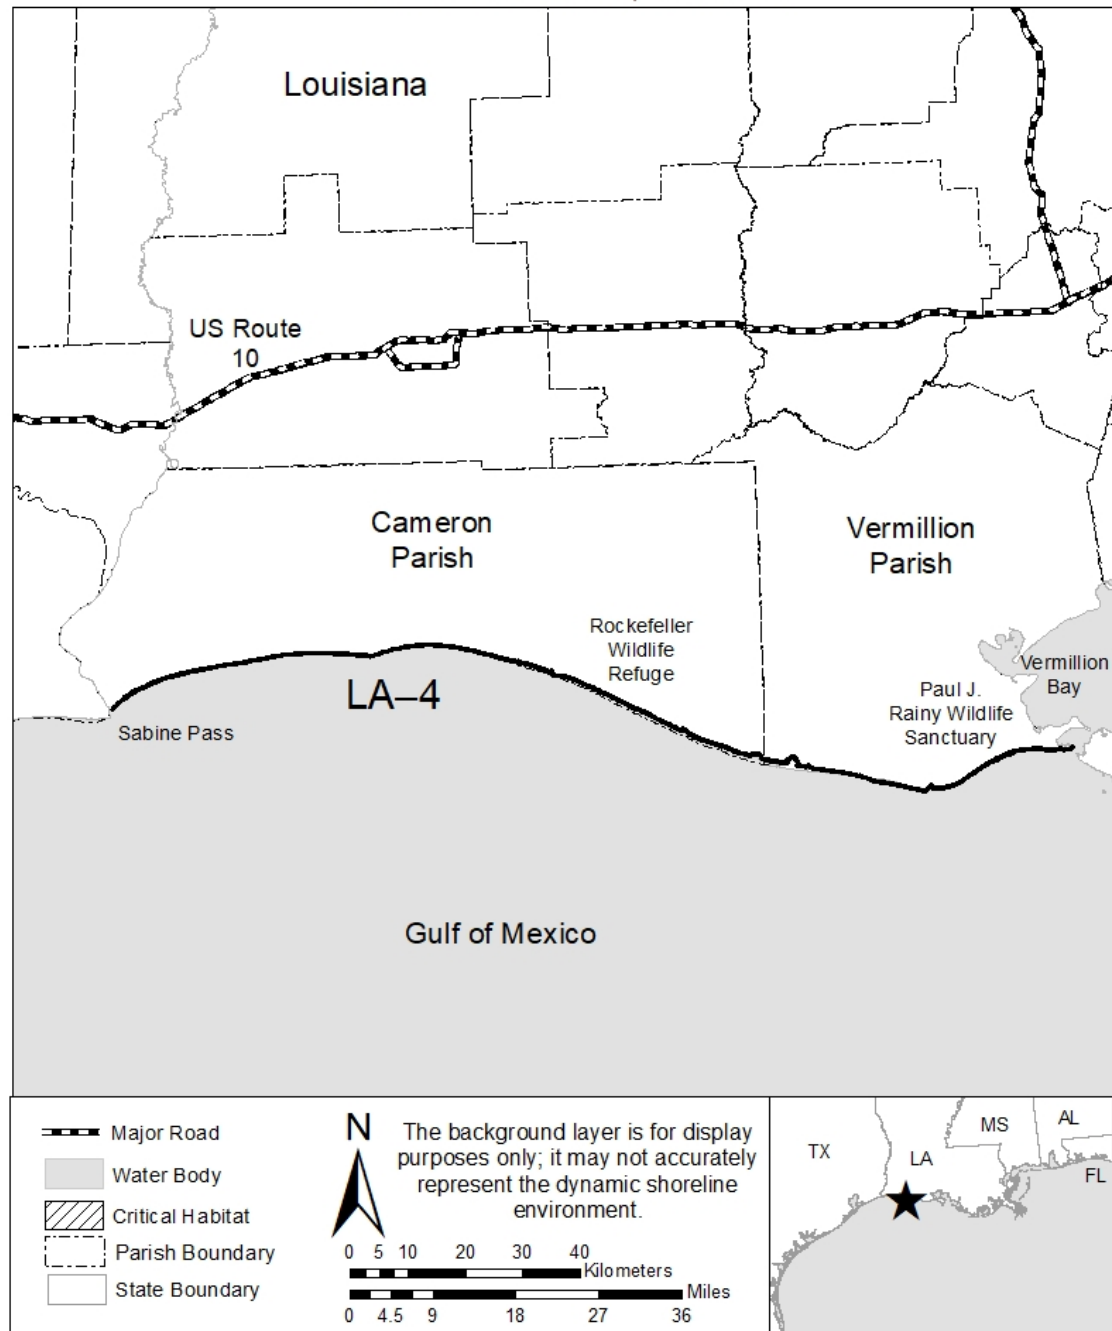 Louisiana
US Route
10
Cameron
Parish
Vermillion
Parish
Rockefeller
Wildlife
Refuge
Vermillion
Bay
Paul J.
Rainy Wildlife
Sanctuary
LA–4
Sabine Pass
Gulf of Mexico
Major Road
Water Body
Critical Habitat
Parish Boundary
State Boundary
N
The background layer is for display
purposes only; it may not accurately
represent the dynamic shoreline
environment.
0 5 10 20 30 40
Kilometers
Miles
0 4.5 9 18 27 36
TX
LA
MS
AL
FL